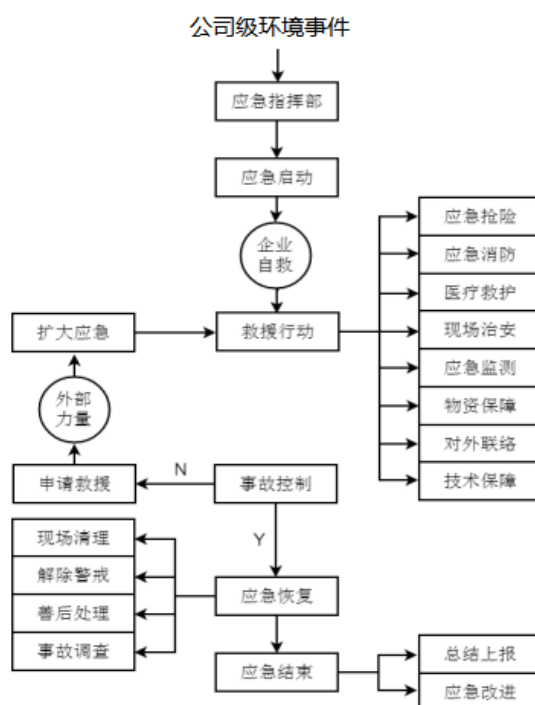 公司级环境事件
应急指挥部
应急启动
企业
自救
应急抢险
应急消防
医疗救护
扩大应急
救援行动
现场治安
应急监测
外部
力量
物资保障
对外联络
申请救援
N
事故控制
技术保障
现场清理
Y
解除警戒
应急恢复
善后处理
事故调查
应急结束
总结上报
应急改进